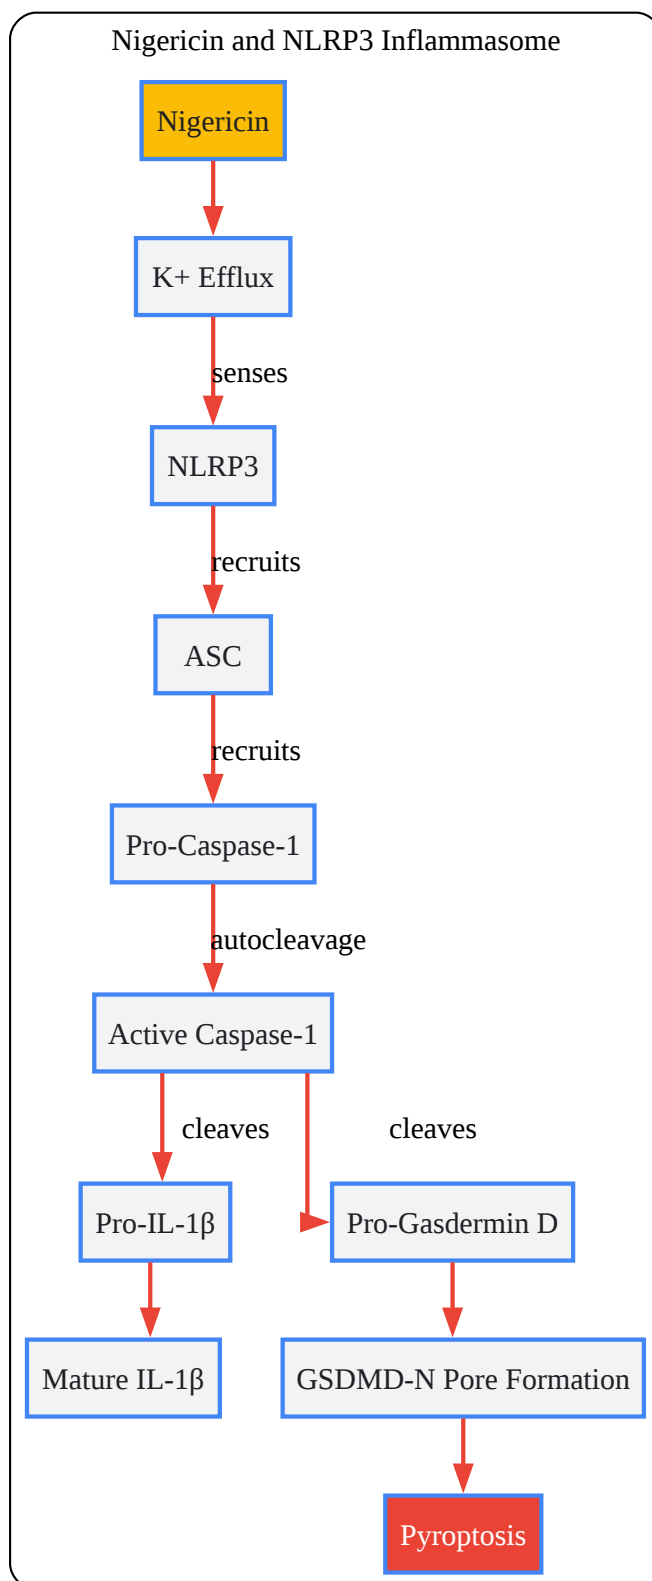 Nigericin and NLRP3 Inflammasome
Nigericin
K+ Efflux
senses
NLRP3
recruits
ASC
recruits
Pro-Caspase-1
autocleavage
Active Caspase-1
cleaves
cleaves
Pro-IL-1β
Pro-Gasdermin D
Mature IL-1β
GSDMD-N Pore Formation
Pyroptosis